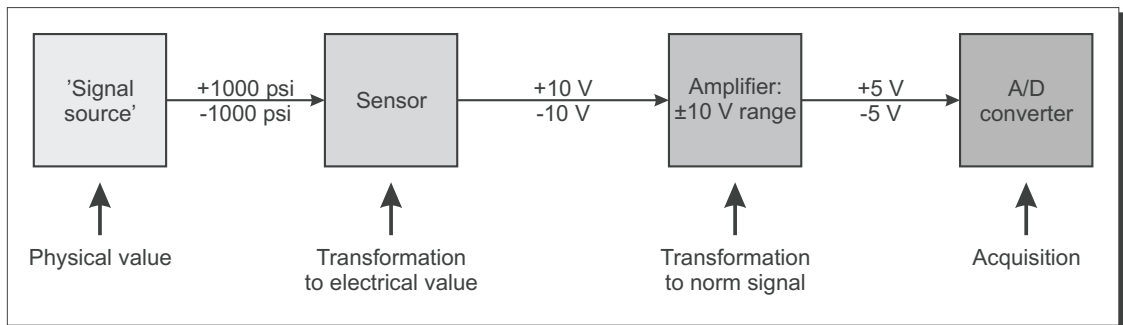 'Signal
source'
+1000 psi
-1000 psi
Sensor
+10 V
-10 V
Amplifier:
±10 V range
+5 V
-5 V
A/D
converter
Physical value
Transformation
to electrical value
Transformation
to norm signal
Acquisition